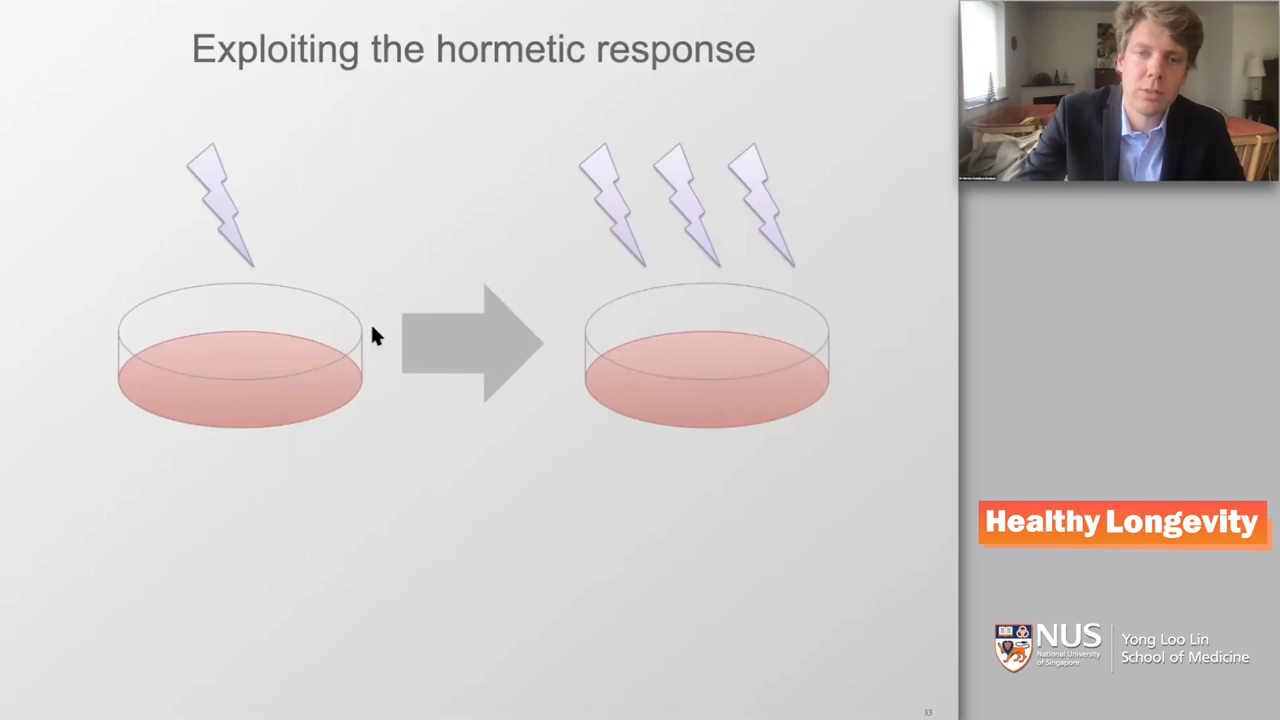 Exploiting the hormetic response
Healthy Longevity
NUS
National University
of Singapore
Yong Loo Lin
School of Medicine
33